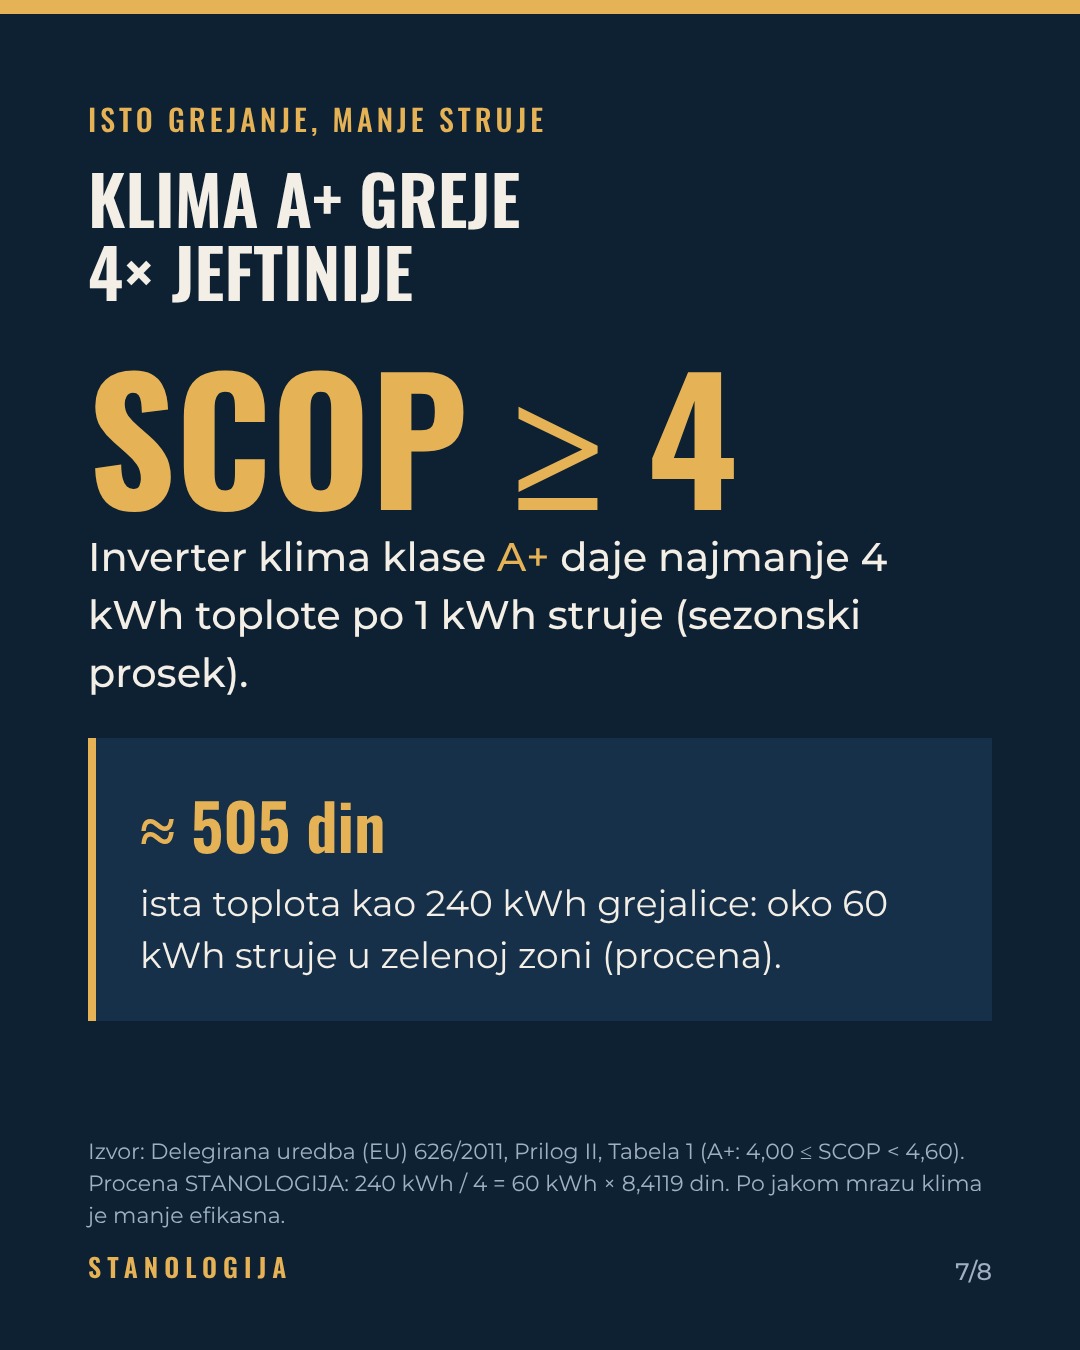 ISTO GREJANJE, MANJE STRUJE
KLIMA A+ GREJE
4× JEFTINIJE
SCOP ≥ 4
Inverter klima klase A+ daje najmanje 4
kWh toplote po 1 kWh struje (sezonski
prosek).
≈ 505 din
ista toplota kao 240 kWh grejalice: oko 60
kWh struje u zelenoj zoni (procena).
Izvor: Delegirana uredba (EU) 626/2011, Prilog II, Tabela 1 (A+: 4,00 ≤ SCOP < 4,60).
Procena STANOLOGIJA: 240 kWh / 4 = 60 kWh × 8,4119 din. Po jakom mrazu klima
je manje efikasna.
STANOLOGIJA
7/8